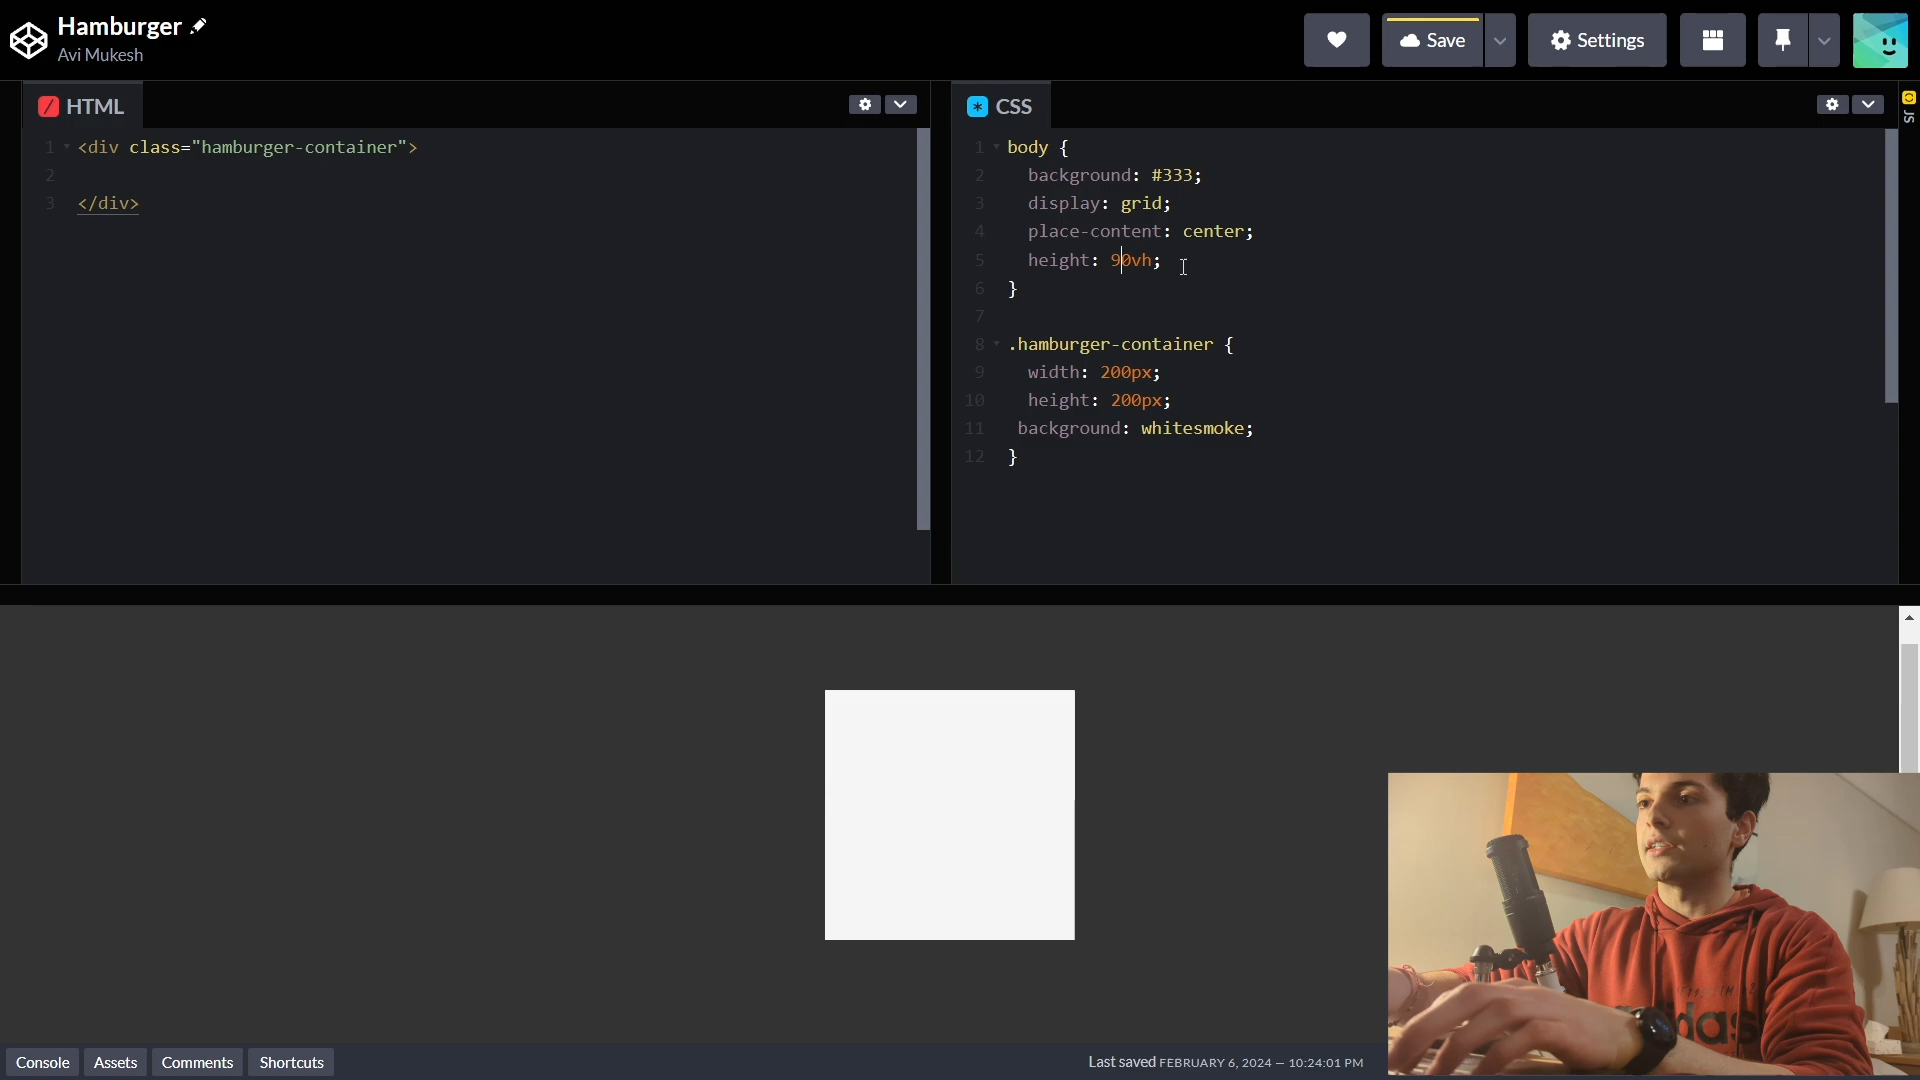 Hamburger
Avi Mukesh
Save
Settings
HTML
1 <div class="hamburger-container">
2
3 </div>
CSS
JS
1 body {
2 background: #333;
3 display: grid;
4 place-content: center;
5 height: 90vh;
6 }
7
8 .hamburger-container {
9 width: 200px;
10 height: 200px;
11 background: whitesmoke;
12 }
Console
Assets
Comments
Shortcuts
Last saved FEBRUARY 6, 2024 — 10:24:01 PM